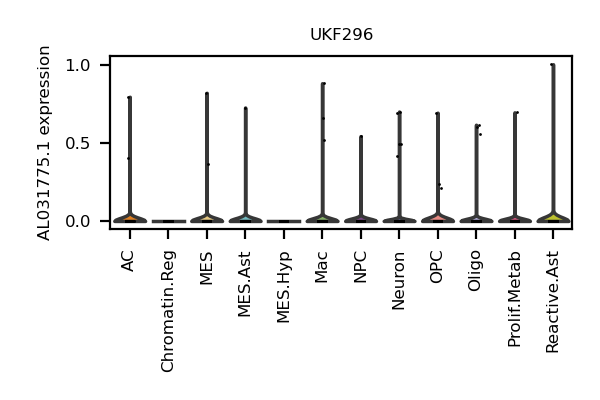 UKF296
AL031775.1 expression
1.0
0.5
0.0
AC
Chromatin.Reg
MES
MES.Ast
MES.Hyp
Mac
NPC
Neuron
OPC
Oligo
Prolif.Metab
Reactive.Ast